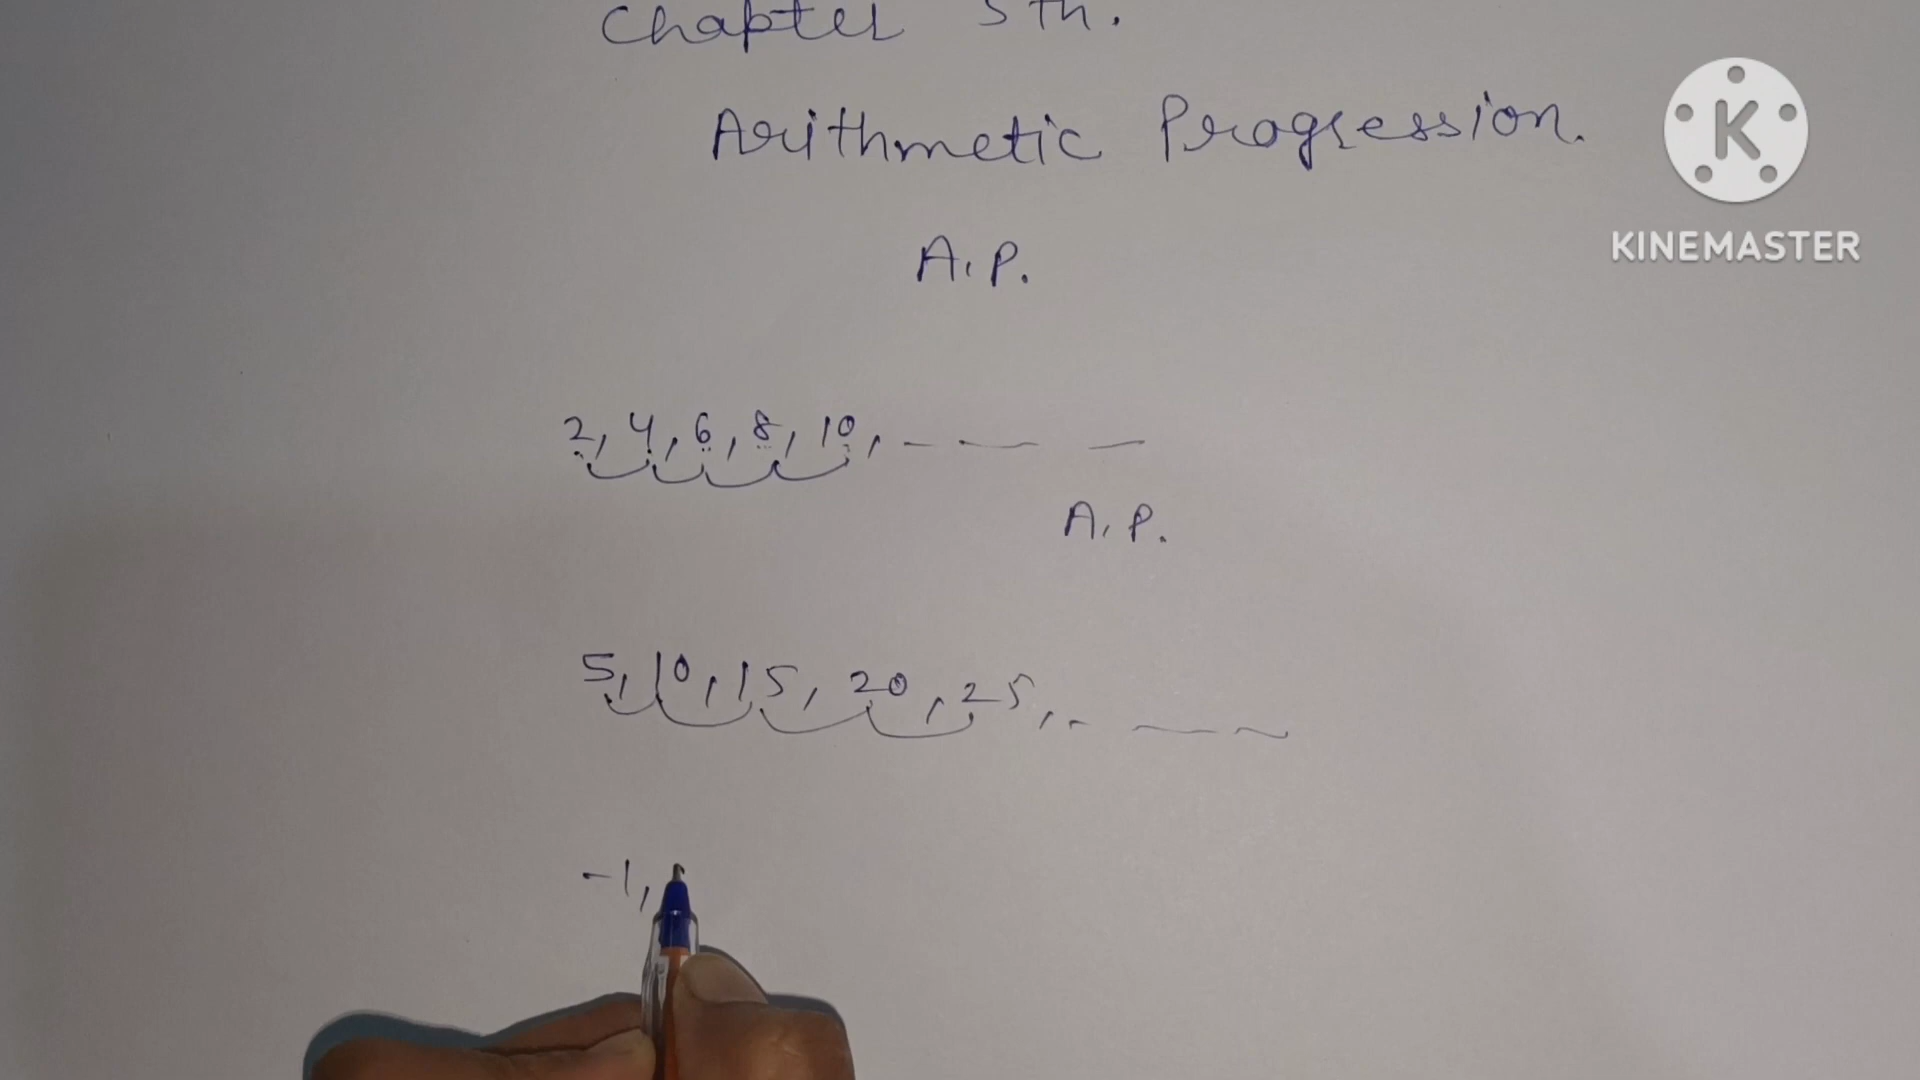 Chapter 5th.
Arithmetic Progression.
K
KINEMASTER
A.P.
2, 4, 6, 8, 10, - — —
A.P.
5, 10, 15, 20, 25, - — ~
-1,